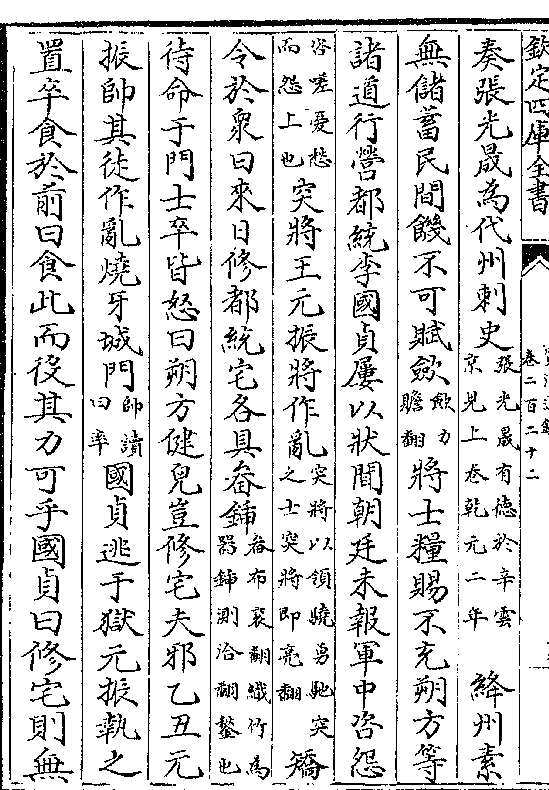 欽定四庫全書
卷二百二十二
奏張光晟為代州刺史張光晟有德於辛雲京見上卷乾元二年絳州素
無儲蓄民間饑不可賦斂斂力贍翻將士糧賜不充朔方等
諸道行營都統李國貞屢以狀聞朝廷未報軍中咨怨
咨嗟憂愁而怨上也突將王元振將作亂突將以領驍勇馳突之士突將即亮翻矯
令於衆曰來日修都統宅各具畚鍤畚布衮翻織竹為器鍤測洽翻鍫也
待命于門士卒皆怒曰朔方健兒豈修宅夫邪乙丑元
振帥其徒作亂燒牙城門帥讀曰率國貞逃于獄元振執之
置卒食於前曰食此而役其力可乎國貞曰修宅則無